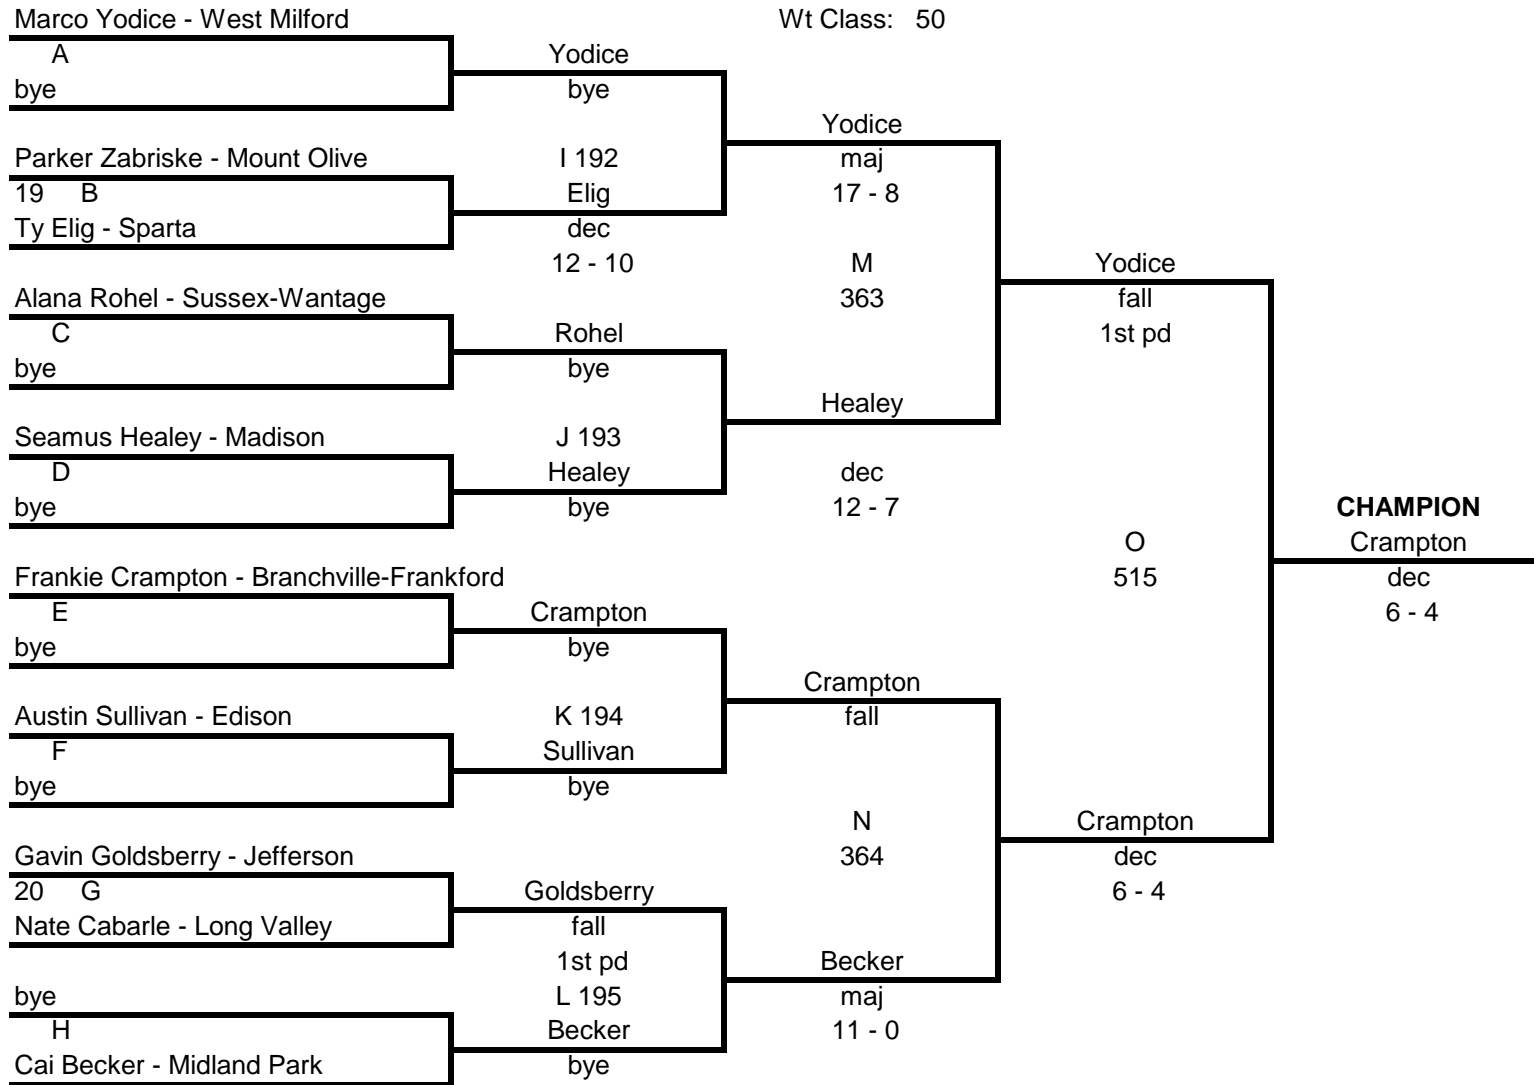 Marco Yodice - West Milford
Wt Class: 50
A
Yodice
bye
bye
Yodice
Parker Zabriske - Mount Olive
I 192
maj
19 B
Elig
17 - 8
Ty Elig - Sparta
dec
12 - 10
M
Yodice
Alana Rohel - Sussex-Wantage
363
fall
C
Rohel
1st pd
bye
bye
Healey
Seamus Healey - Madison
J 193
D
Healey
dec
bye
bye
12 - 7
CHAMPION
O
Crampton
Frankie Crampton - Branchville-Frankford
515
dec
E
Crampton
6 - 4
bye
bye
Crampton
Austin Sullivan - Edison
K 194
fall
F
Sullivan
bye
bye
N
Crampton
Gavin Goldsberry - Jefferson
364
dec
20 G
Goldsberry
6 - 4
Nate Cabarle - Long Valley
fall
1st pd
Becker
bye
L 195
maj
H
Becker
11 - 0
Cai Becker - Midland Park
bye